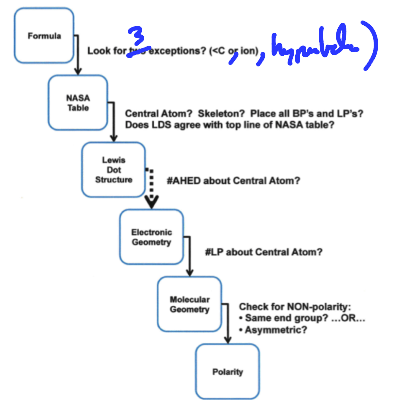 3
Formula
Look for two exceptions? (<C or ion) , ,
NASA
Table
Central Atom? Skeleton? Place all BP's and LP's?
Does LDS agree with top line of NASA table?
Lewis
Dot
Structure
#AHED about Central Atom?
Electronic
Geometry
#LP about Central Atom?
Molecular
Geometry
Check for NON-polarity:
• Same end group? ...OR...
• Asymmetric?
Polarity